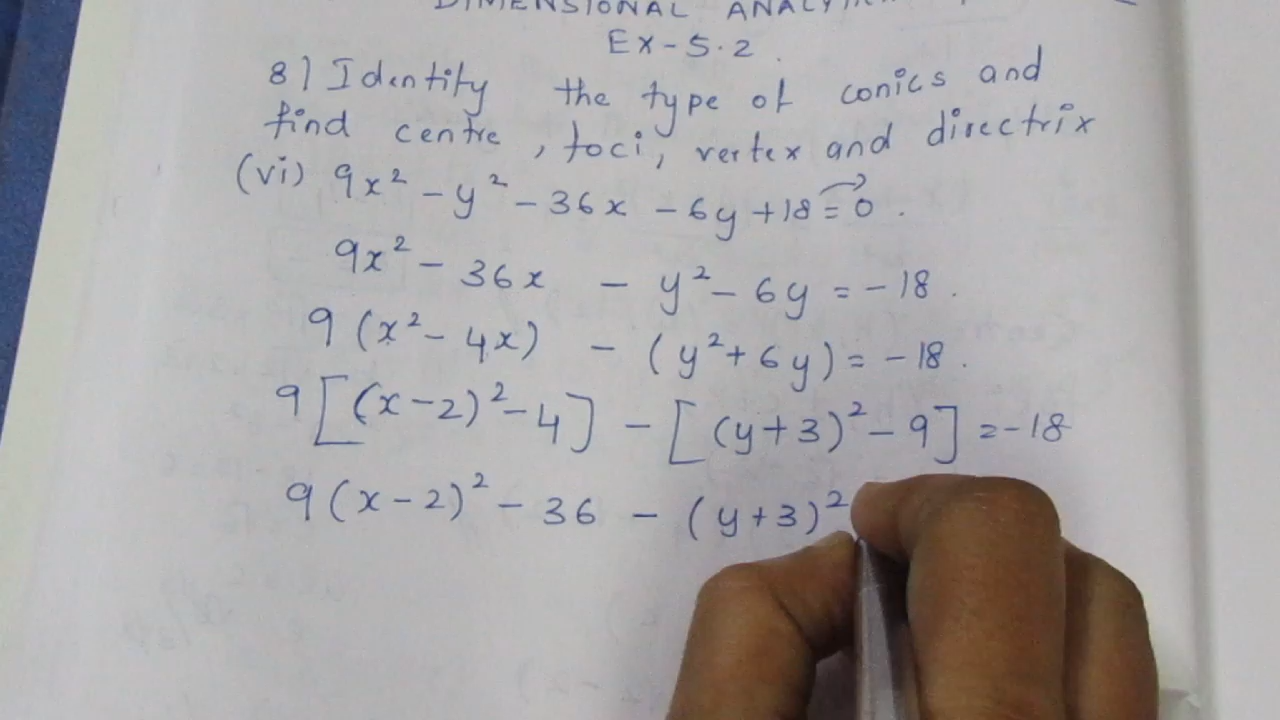 DIMENSIONAL
Ex-5.2
8) Identify the type of conics and
find centre, foci, vertex and directrix
(vi) 9x² - y² - 36x - 6y + 18 = 0.
9x² - 36x - y² - 6y = -18.
9 (x² - 4x) - (y² + 6y) = -18.
9 [(x-2)² - 4] - [(y+3)² - 9] = -18
9 (x-2)² - 36 - (y+3)²